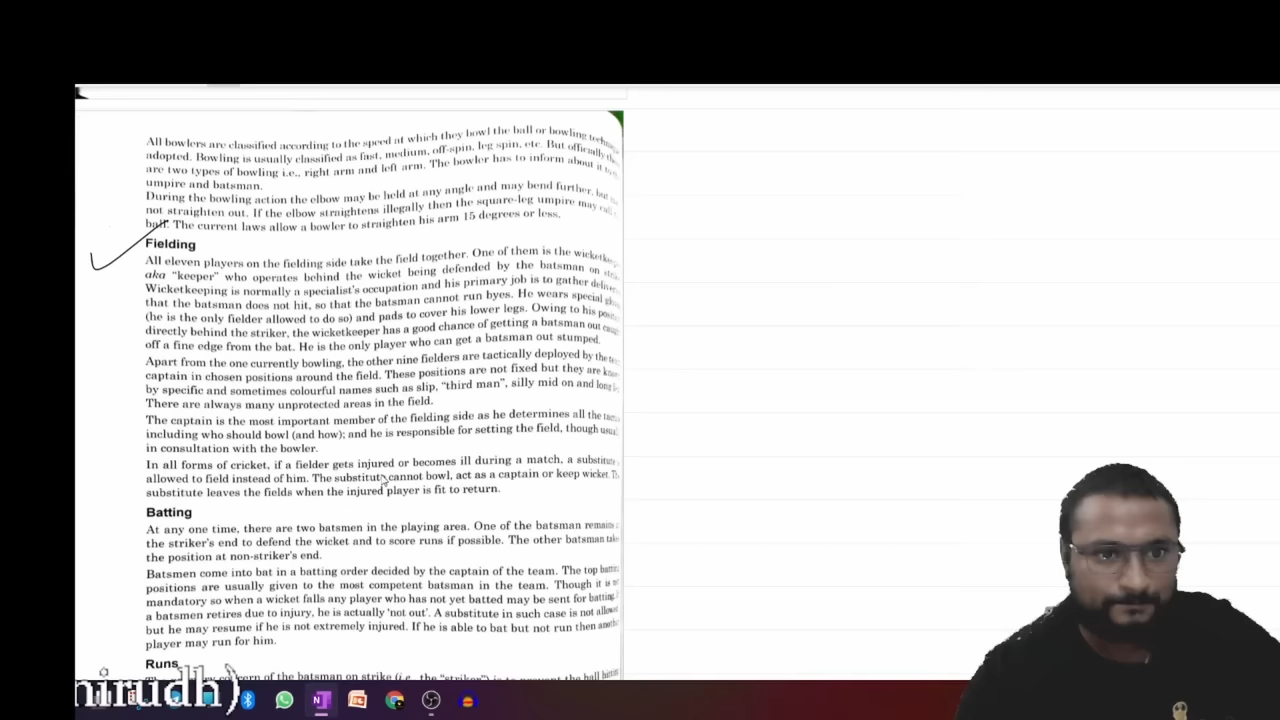 All bowlers are classified according to the speed at which they bowl the ball or bowling
adopted. Bowling is usually classified as fast, medium, off-spin, leg spin, etc. But officially
are two types of bowling i.e., right arm and left arm. The bowler has to inform about it to
umpire and batsman.
During the bowling action the elbow may be held at any angle and may bend further, but
not straighten out. If the elbow straightens illegally then the square-leg umpire may
ball. The current laws allow a bowler to straighten his arm 15 degrees or less.
Fielding
All eleven players on the fielding side take the field together. One of them is the
aka "keeper" who operates behind the wicket being defended by the batsman on
Wicketkeeping is normally a specialist's occupation and his primary job is to gather
that the batsman does not hit, so that the batsman cannot run byes. He wears special
(he is the only fielder allowed to do so) and pads to cover his lower legs. Owing to his
directly behind the striker, the wicketkeeper has a good chance of getting a batsman out
off a fine edge from the bat. He is the only player who can get a batsman out stumped.
Apart from the one currently bowling, the other nine fielders are tactically deployed by the
captain in chosen positions around the field. These positions are not fixed but they are
by specific and sometimes colourful names such as slip, "third man", silly mid on and long
There are always many unprotected areas in the field.
The captain is the most important member of the fielding side as he determines all the
including who should bowl (and how); and he is responsible for setting the field, though
in consultation with the bowler.
In all forms of cricket, if a fielder gets injured or becomes ill during a match, a substitute
allowed to field instead of him. The substitute cannot bowl, act as a captain or keep wicket.
substitute leaves the fields when the injured player is fit to return.
Batting
At any one time, there are two batsmen in the playing area. One of the batsman remains
the striker's end to defend the wicket and to score runs if possible. The other batsman
the position at non-striker's end.
Batsmen come into bat in a batting order decided by the captain of the team. The top
positions are usually given to the most competent batsman in the team. Though it is
mandatory so when a wicket falls any player who has not yet batted may be sent for batting.
a batsmen retires due to injury, he is actually 'not out'. A substitute in such case is not
but he may resume if he is not extremely injured. If he is able to bat but not run then
player may run for him.
Runs
of the batsman on strike (i.e., the "striker") is to prevent the ball
nirudh)